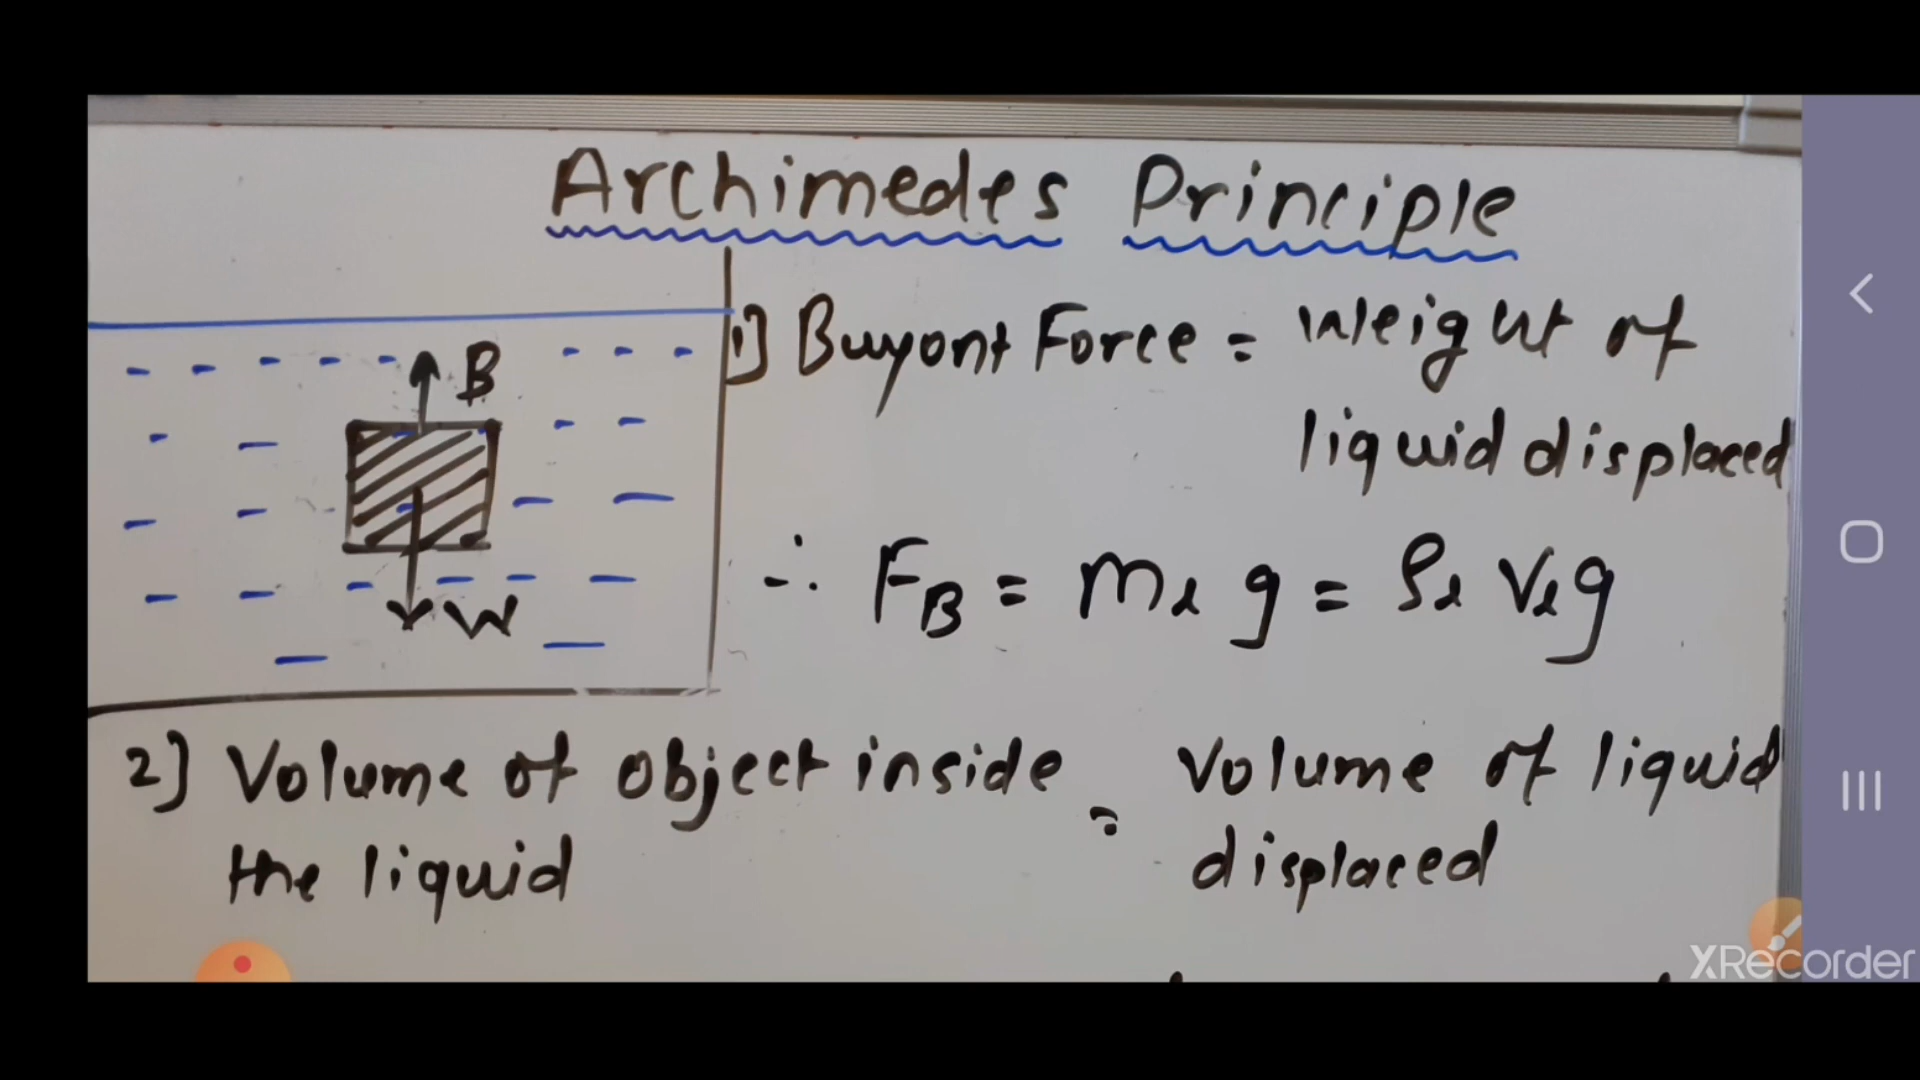 Archimedes Principle
1] Buyont Force = Weight of
liquid displaced
B
W
∴ F_B = m_l g = ρ_l V_l g
2] Volume of object inside = Volume of liquid
the liquid displaced
XRecorder